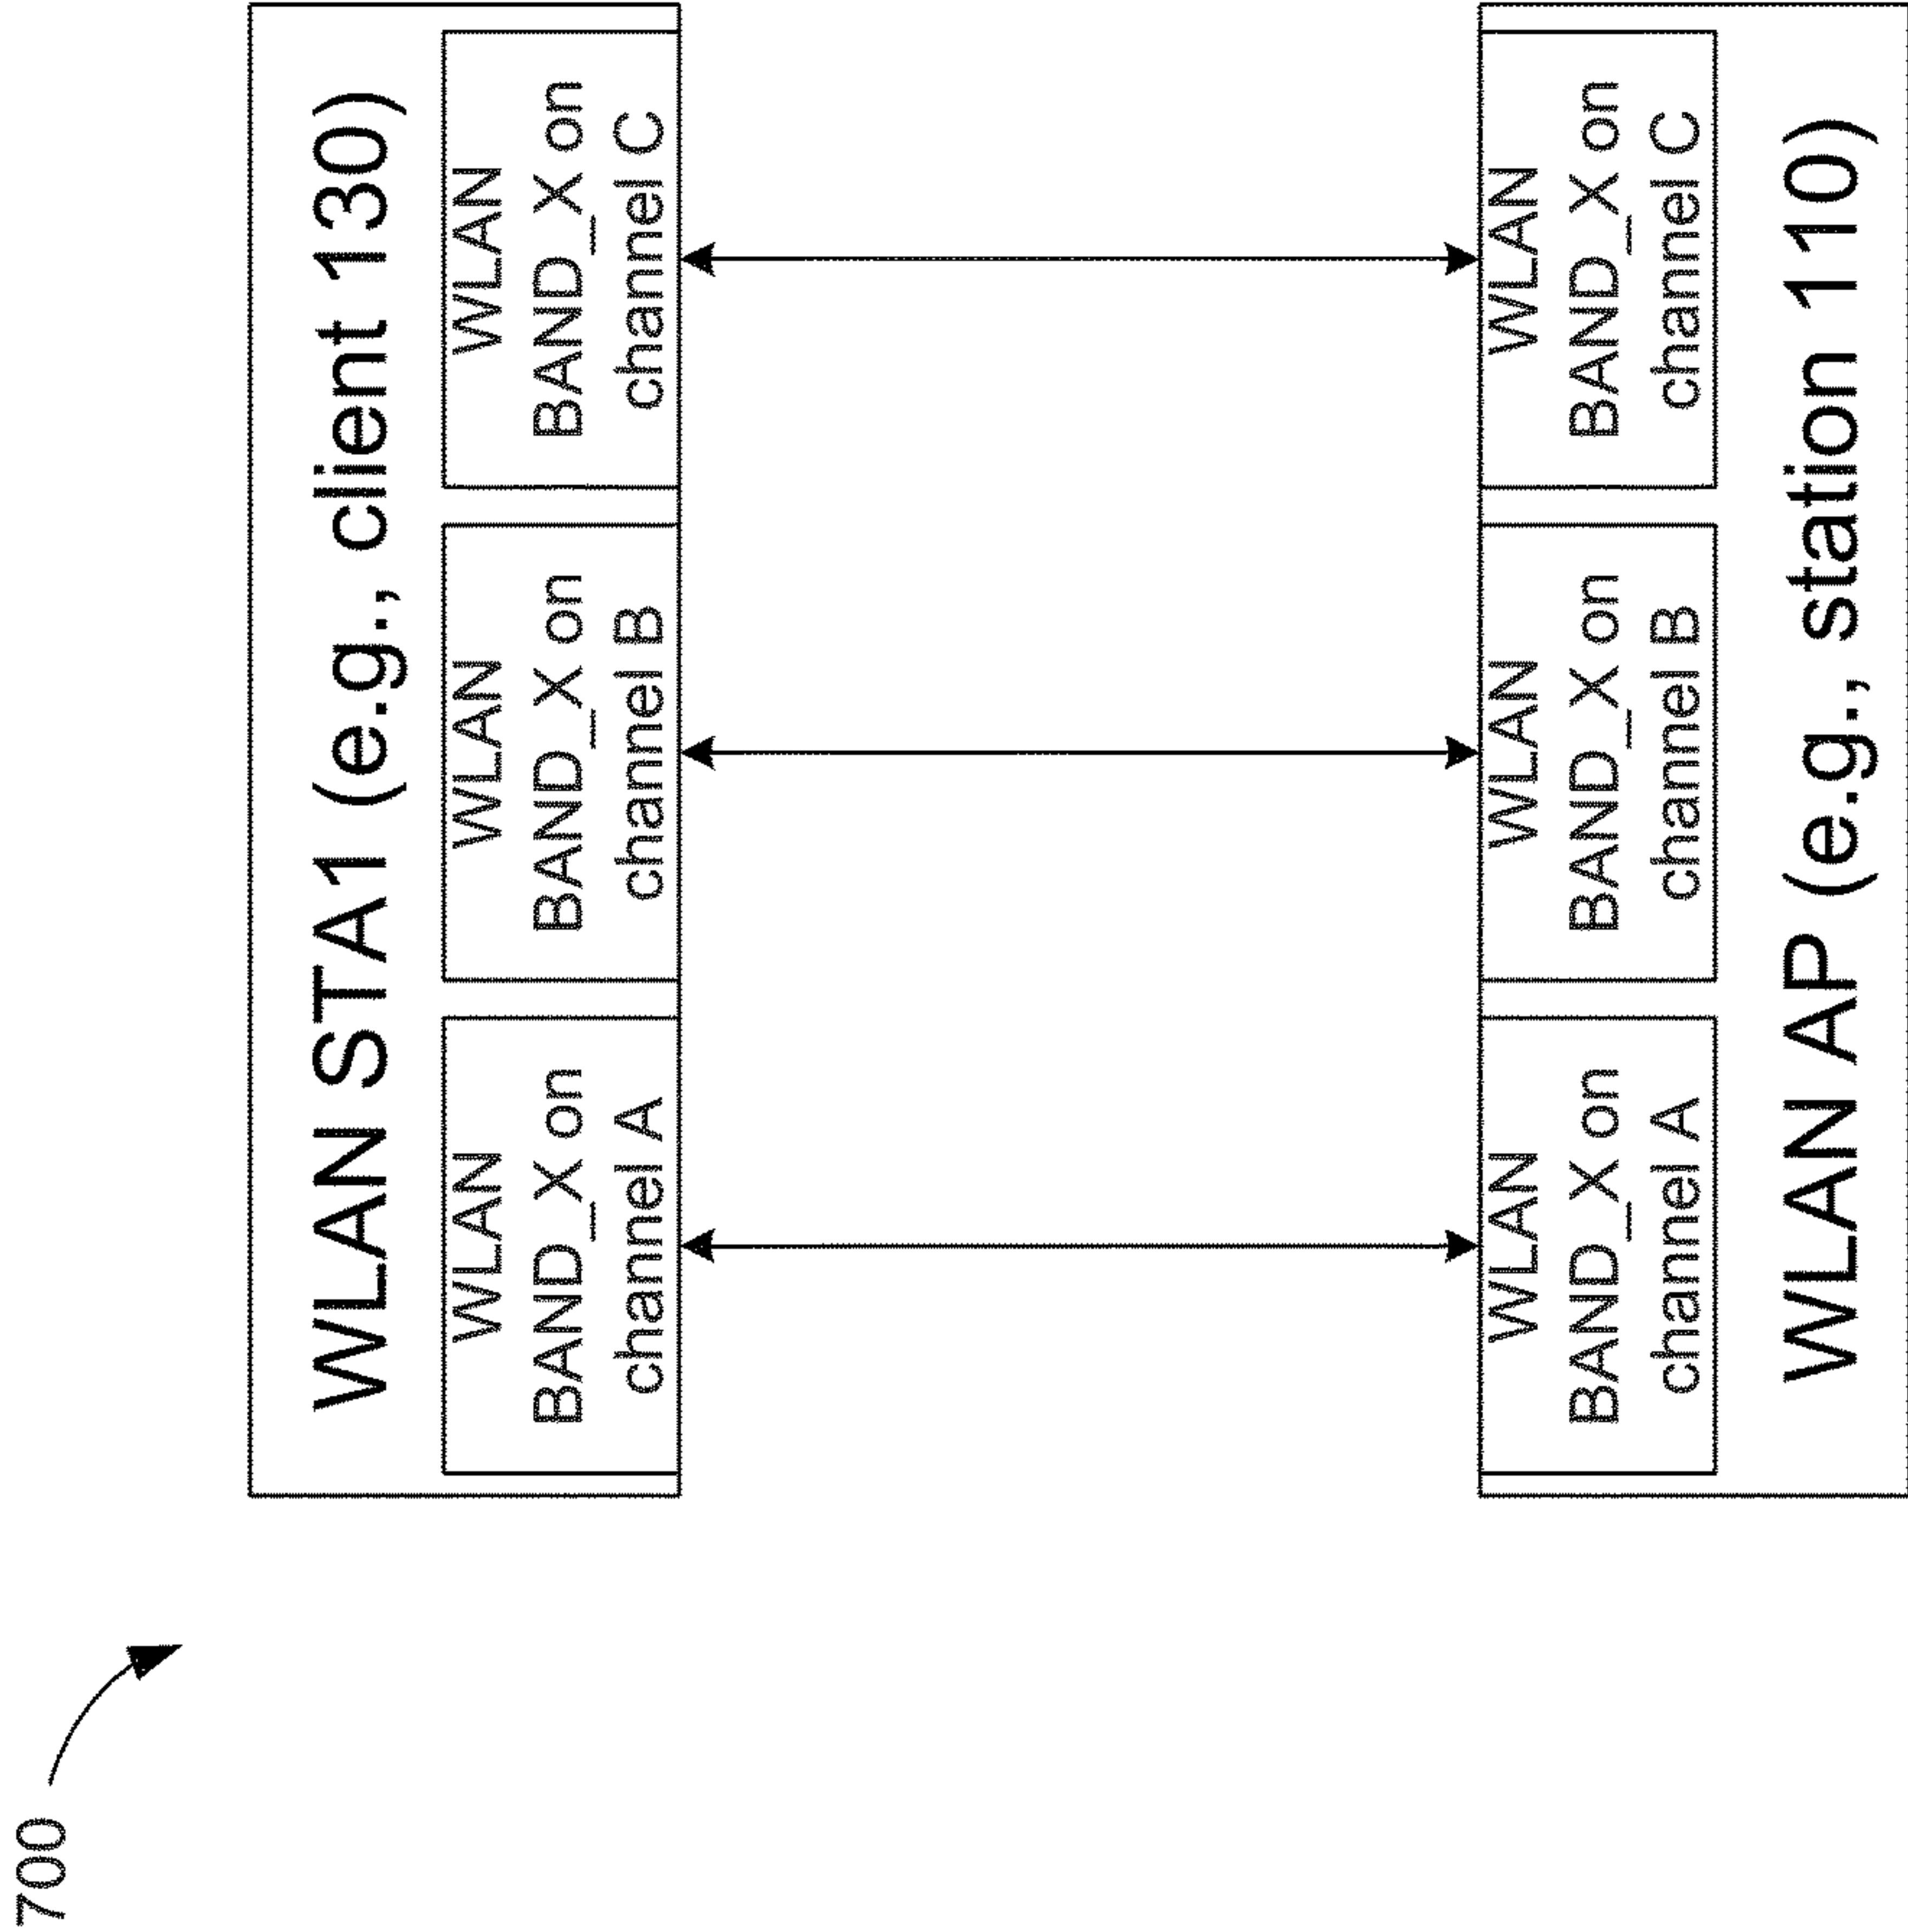 700
WLAN STA1 (e.g., client 130)
WLAN
BAND_X on
channel A
WLAN
BAND_X on
channel B
WLAN
BAND_X on
channel C
WLAN
BAND_X on
channel A
WLAN
BAND_X on
channel B
WLAN
BAND_X on
channel C
WLAN AP (e.g., station 110)